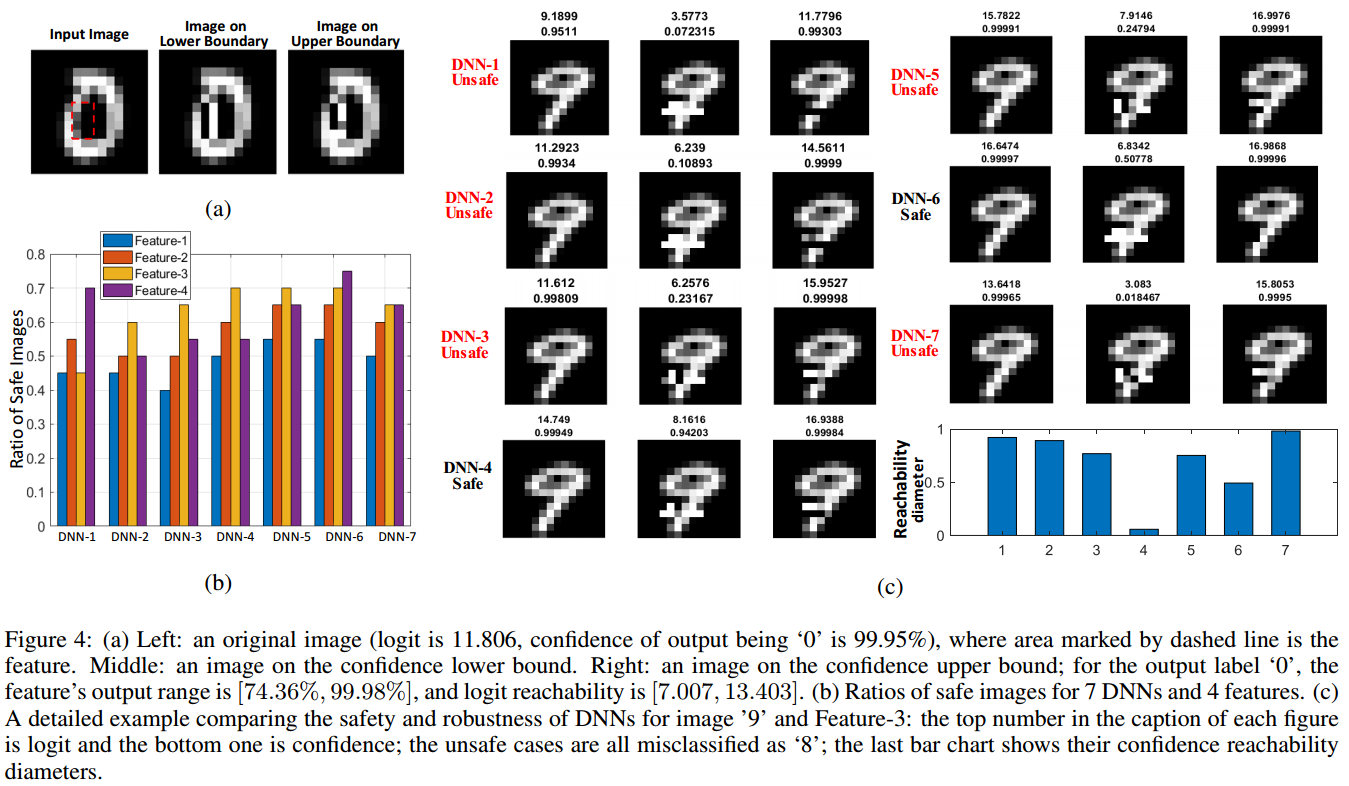 Input Image
Image on
Lower Boundary
Image on
Upper Boundary
(a)
Feature-1
Feature-2
Feature-3
Feature-4
Ratio of Safe Images
0.8
0.7
0.6
0.5
0.4
0.3
0.2
0.1
0
DNN-1 DNN-2 DNN-3 DNN-4 DNN-5 DNN-6 DNN-7
(b)
9.1899 3.5773 11.7796
0.9511 0.072315 0.99303
DNN-1
Unsafe
11.2923 6.239 14.5611
0.9934 0.10893 0.9999
DNN-2
Unsafe
11.612 6.2576 15.9527
0.99809 0.23167 0.99998
DNN-3
Unsafe
14.749 8.1616 16.9388
0.99949 0.94203 0.99984
DNN-4
Safe
15.7822 7.9146 16.9976
0.99991 0.24794 0.99991
DNN-5
Unsafe
16.6474 6.8342 16.9868
0.99997 0.50778 0.99996
DNN-6
Safe
13.6418 3.083 15.8053
0.99965 0.018467 0.9995
DNN-7
Unsafe
Reachability
diameter
1
0.5
0
1 2 3 4 5 6 7
(c)
Figure 4: (a) Left: an original image (logit is 11.806, confidence of output being ‘0’ is 99.95%), where area marked by dashed line is the
feature. Middle: an image on the confidence lower bound. Right: an image on the confidence upper bound; for the output label ‘0’, the
feature’s output range is [74.36%, 99.98%], and logit reachability is [7.007, 13.403]. (b) Ratios of safe images for 7 DNNs and 4 features. (c)
A detailed example comparing the safety and robustness of DNNs for image ’9’ and Feature-3: the top number in the caption of each figure
is logit and the bottom one is confidence; the unsafe cases are all misclassified as ‘8’; the last bar chart shows their confidence reachability
diameters.